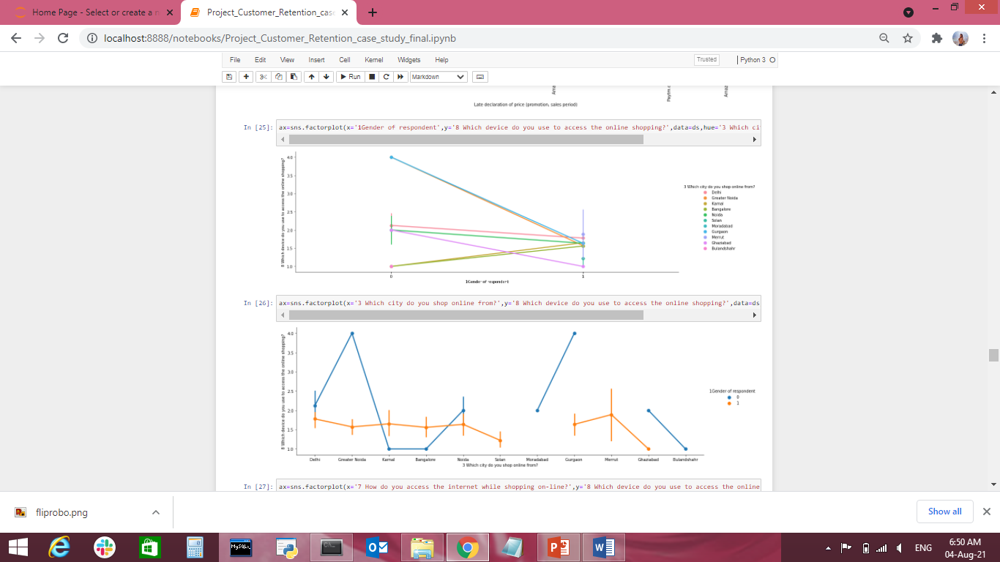 Home Page - Select or create a n
Project_Customer_Retention_cas
localhost:8888/notebooks/Project_Customer_Retention_case_study_final.ipynb
File Edit View Insert Cell Kernel Widgets Help
Trusted
Python 3
Run
Markdown
Ama
Paytm.c
Amaz
Late declaration of price (promotion, sales period)
In [25]:
ax=sns.factorplot(x='1Gender of respondent',y='8 Which device do you use to access the online shopping?',data=ds,hue='3 Which cit
8 Which device do you use to access the online shopping?
4.0
3.5
3.0
2.5
2.0
1.5
1.0
0 1
1Gender of respondent
3 Which city do you shop online from?
Delhi
Greater Noida
Karnal
Bangalore
Noida
Solan
Moradabad
Gurgaon
Merrut
Ghaziabad
Bulandshahr
In [26]:
ax=sns.factorplot(x='3 Which city do you shop online from?',y='8 Which device do you use to access the online shopping?',data=ds
8 Which device do you use to access the online shopping?
4.0
3.5
3.0
2.5
2.0
1.5
1.0
Delhi Greater Noida Karnal Bangalore Noida Solan Moradabad Gurgaon Merrut Ghaziabad Bulandshahr
3 Which city do you shop online from?
1Gender of respondent
0
1
In [27]:
ax=sns.factorplot(x='7 How do you access the internet while shopping on-line?',y='8 Which device do you use to access the online
fliprobo.png
Show all
MySQL
C:\
ENG
6:50 AM
04-Aug-21